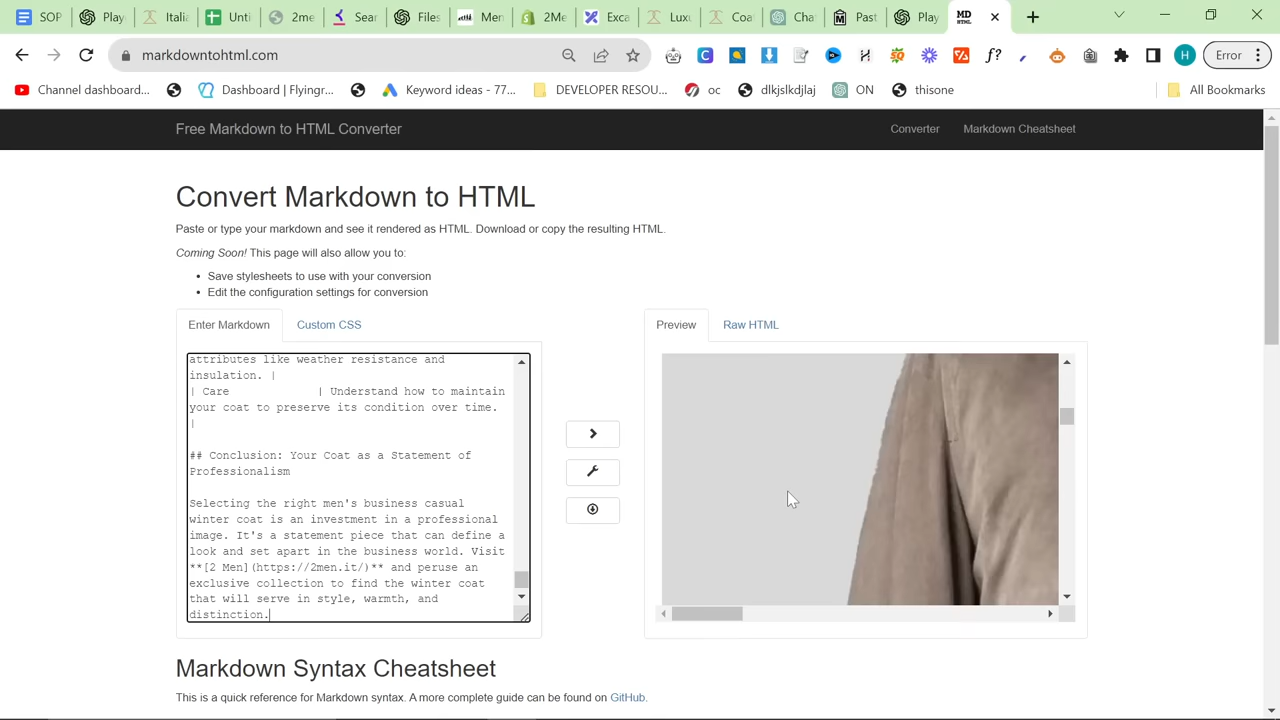 SOP
Play
Itali
Enti
2me
Sear
Files
Mer
2Me
Exca
Lux
Coa
Cha
Past
Play
MD
HTML
markdowntohtml.com
Error
Channel dashboard...
Dashboard | Flyingr...
Keyword ideas - 77...
DEVELOPER RESOU...
oc
dlkjslkdjlaj
ON
thisone
All Bookmarks
Free Markdown to HTML Converter
Converter
Markdown Cheatsheet
Convert Markdown to HTML
Paste or type your markdown and see it rendered as HTML. Download or copy the resulting HTML.
Coming Soon! This page will also allow you to:
• Save stylesheets to use with your conversion
• Edit the configuration settings for conversion
Enter Markdown
Custom CSS
Preview
Raw HTML
attributes like weather resistance and
insulation. |
| Care | Understand how to maintain
your coat to preserve its condition over time.
|
## Conclusion: Your Coat as a Statement of
Professionalism
Selecting the right men's business casual
winter coat is an investment in a professional
image. It's a statement piece that can define a
look and set apart in the business world. Visit
**[2 Men](https://2men.it/)** and peruse an
exclusive collection to find the winter coat
that will serve in style, warmth, and
distinction.
Markdown Syntax Cheatsheet
This is a quick reference for Markdown syntax. A more complete guide can be found on GitHub.